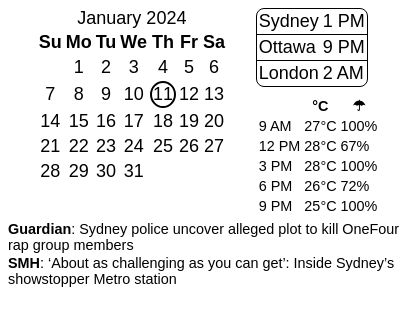 January 2024
Su Mo Tu We Th Fr Sa
1 2 3 4 5 6
7 8 9 10 11 12 13
14 15 16 17 18 19 20
21 22 23 24 25 26 27
28 29 30 31
Sydney 1 PM
Ottawa 9 PM
London 2 AM
°C ☂
9 AM 27°C 100%
12 PM 28°C 67%
3 PM 28°C 100%
6 PM 26°C 72%
9 PM 25°C 100%
Guardian: Sydney police uncover alleged plot to kill OneFour
rap group members
SMH: ‘About as challenging as you can get’: Inside Sydney’s
showstopper Metro station